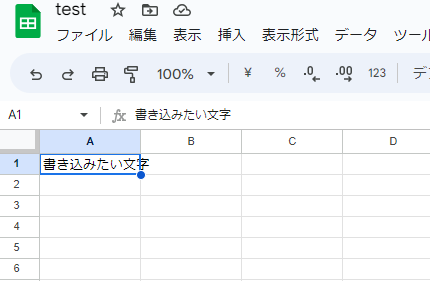 test
ファイル 編集 表示 挿入 表示形式 データ ツール
100% ¥ % .0 .00 123 デ
A1 fx 書き込みたい文字
A B C D
1 書き込みたい文字
2
3
4
5
6